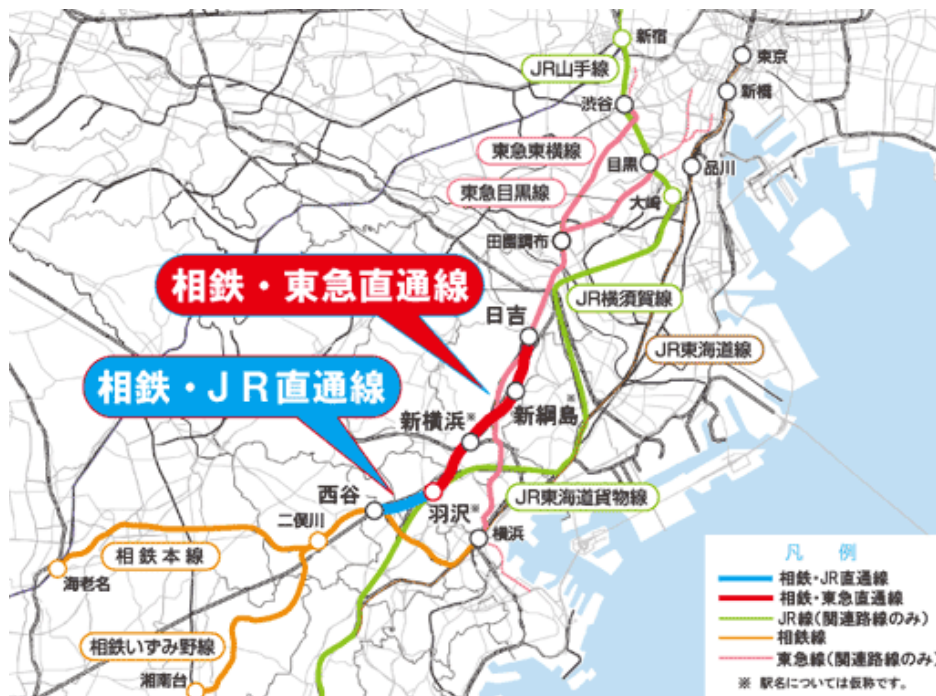 新宿
東京
JR山手線
新橋
渋谷
東急東横線
目黒
品川
東急目黒線
大崎
田園調布
相鉄・東急直通線
JR横須賀線
日吉
JR東海道線
相鉄・JR直通線
新綱島※
新横浜※
西谷
羽沢※
JR東海道貨物線
二俣川
横浜
相鉄本線
海老名
相鉄いずみ野線
湘南台
凡 例
相鉄・JR直通線
相鉄・東急直通線
JR線(関連路線のみ)
相鉄線
東急線(関連路線のみ)
※ 駅名については仮称です。